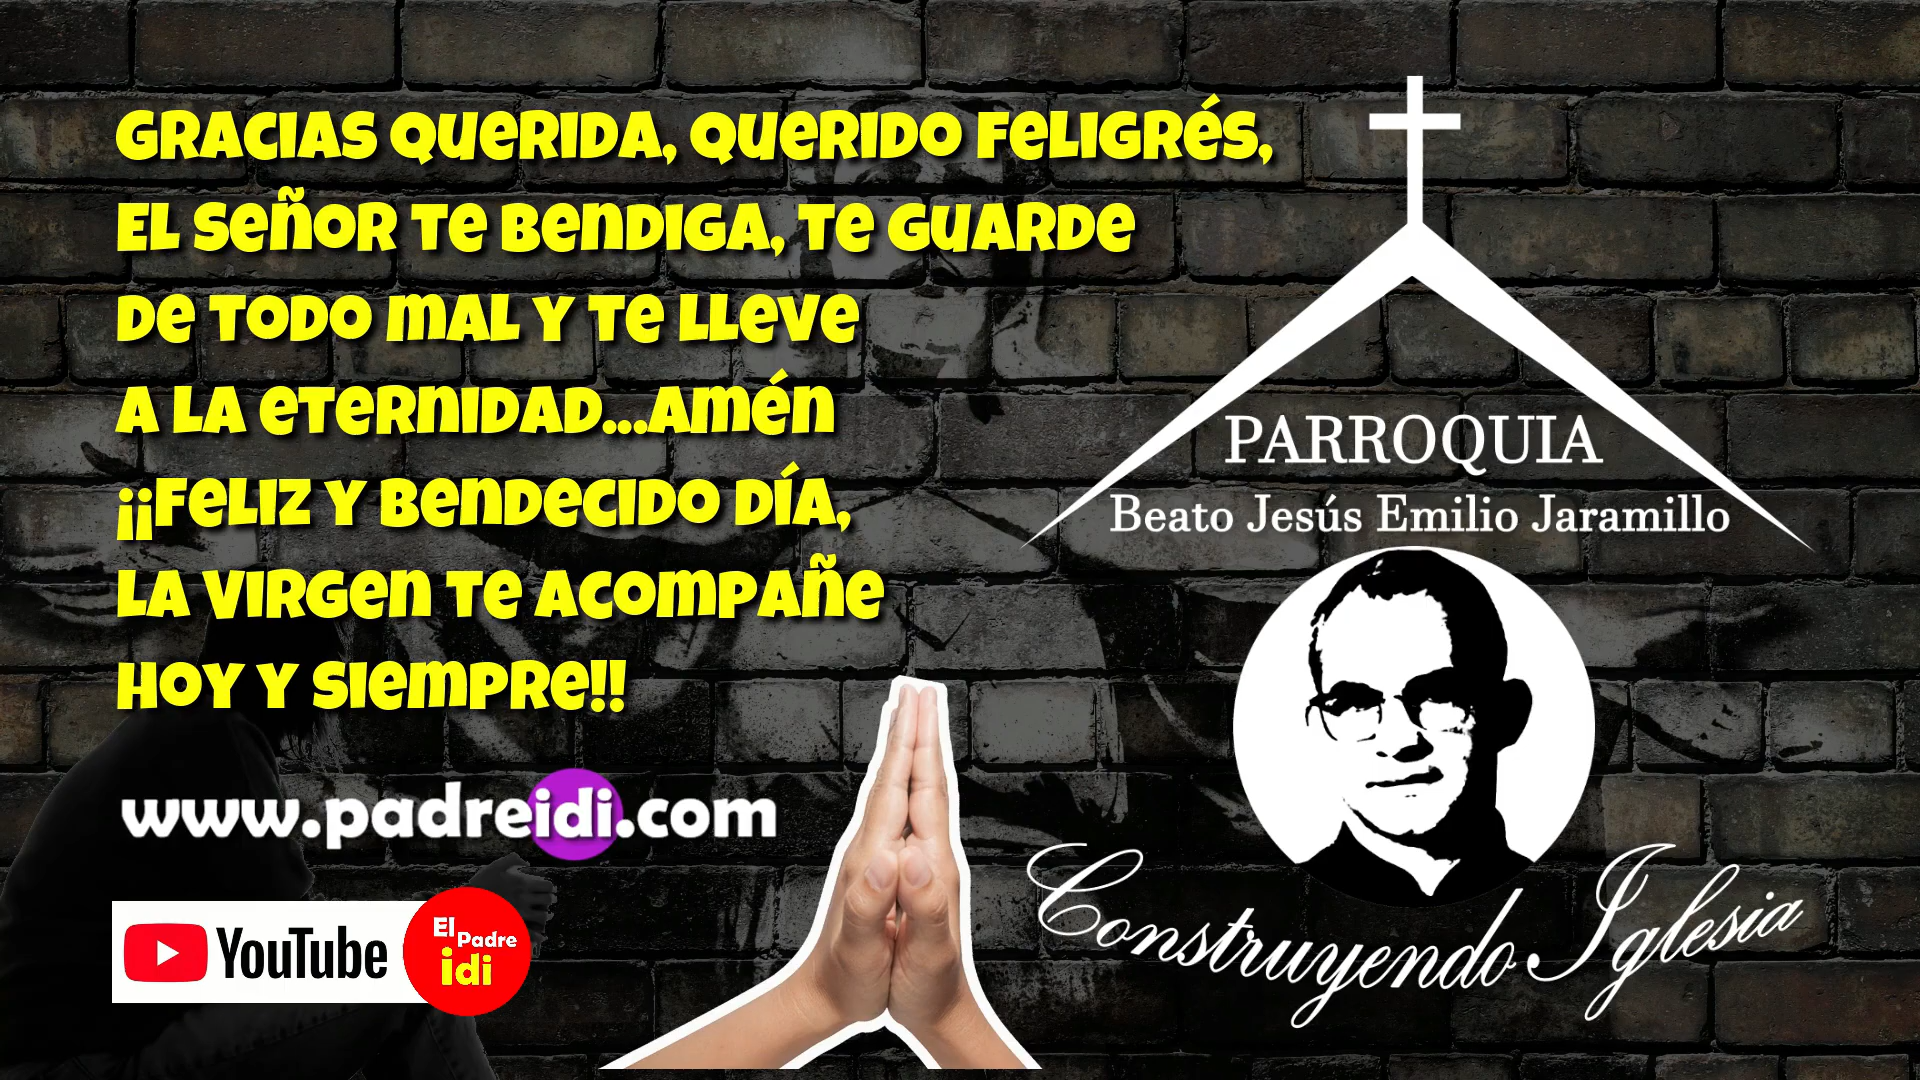 GRACIAS QUERIDA, QUERIDO FELIGRÉS,
EL SEÑOR TE BENDIGA, TE GUARDE
DE TODO MAL Y TE LLEVE
A LA ETERNIDAD...AMÉN
¡¡FELIZ Y BENDECIDO DÍA,
LA VIRGEN TE ACOMPAÑE
HOY Y SIEMPRE!!
www.padreidi.com
YouTube
El Padre
idi
PARROQUIA
Beato Jesús Emilio Jaramillo
Construyendo Iglesia